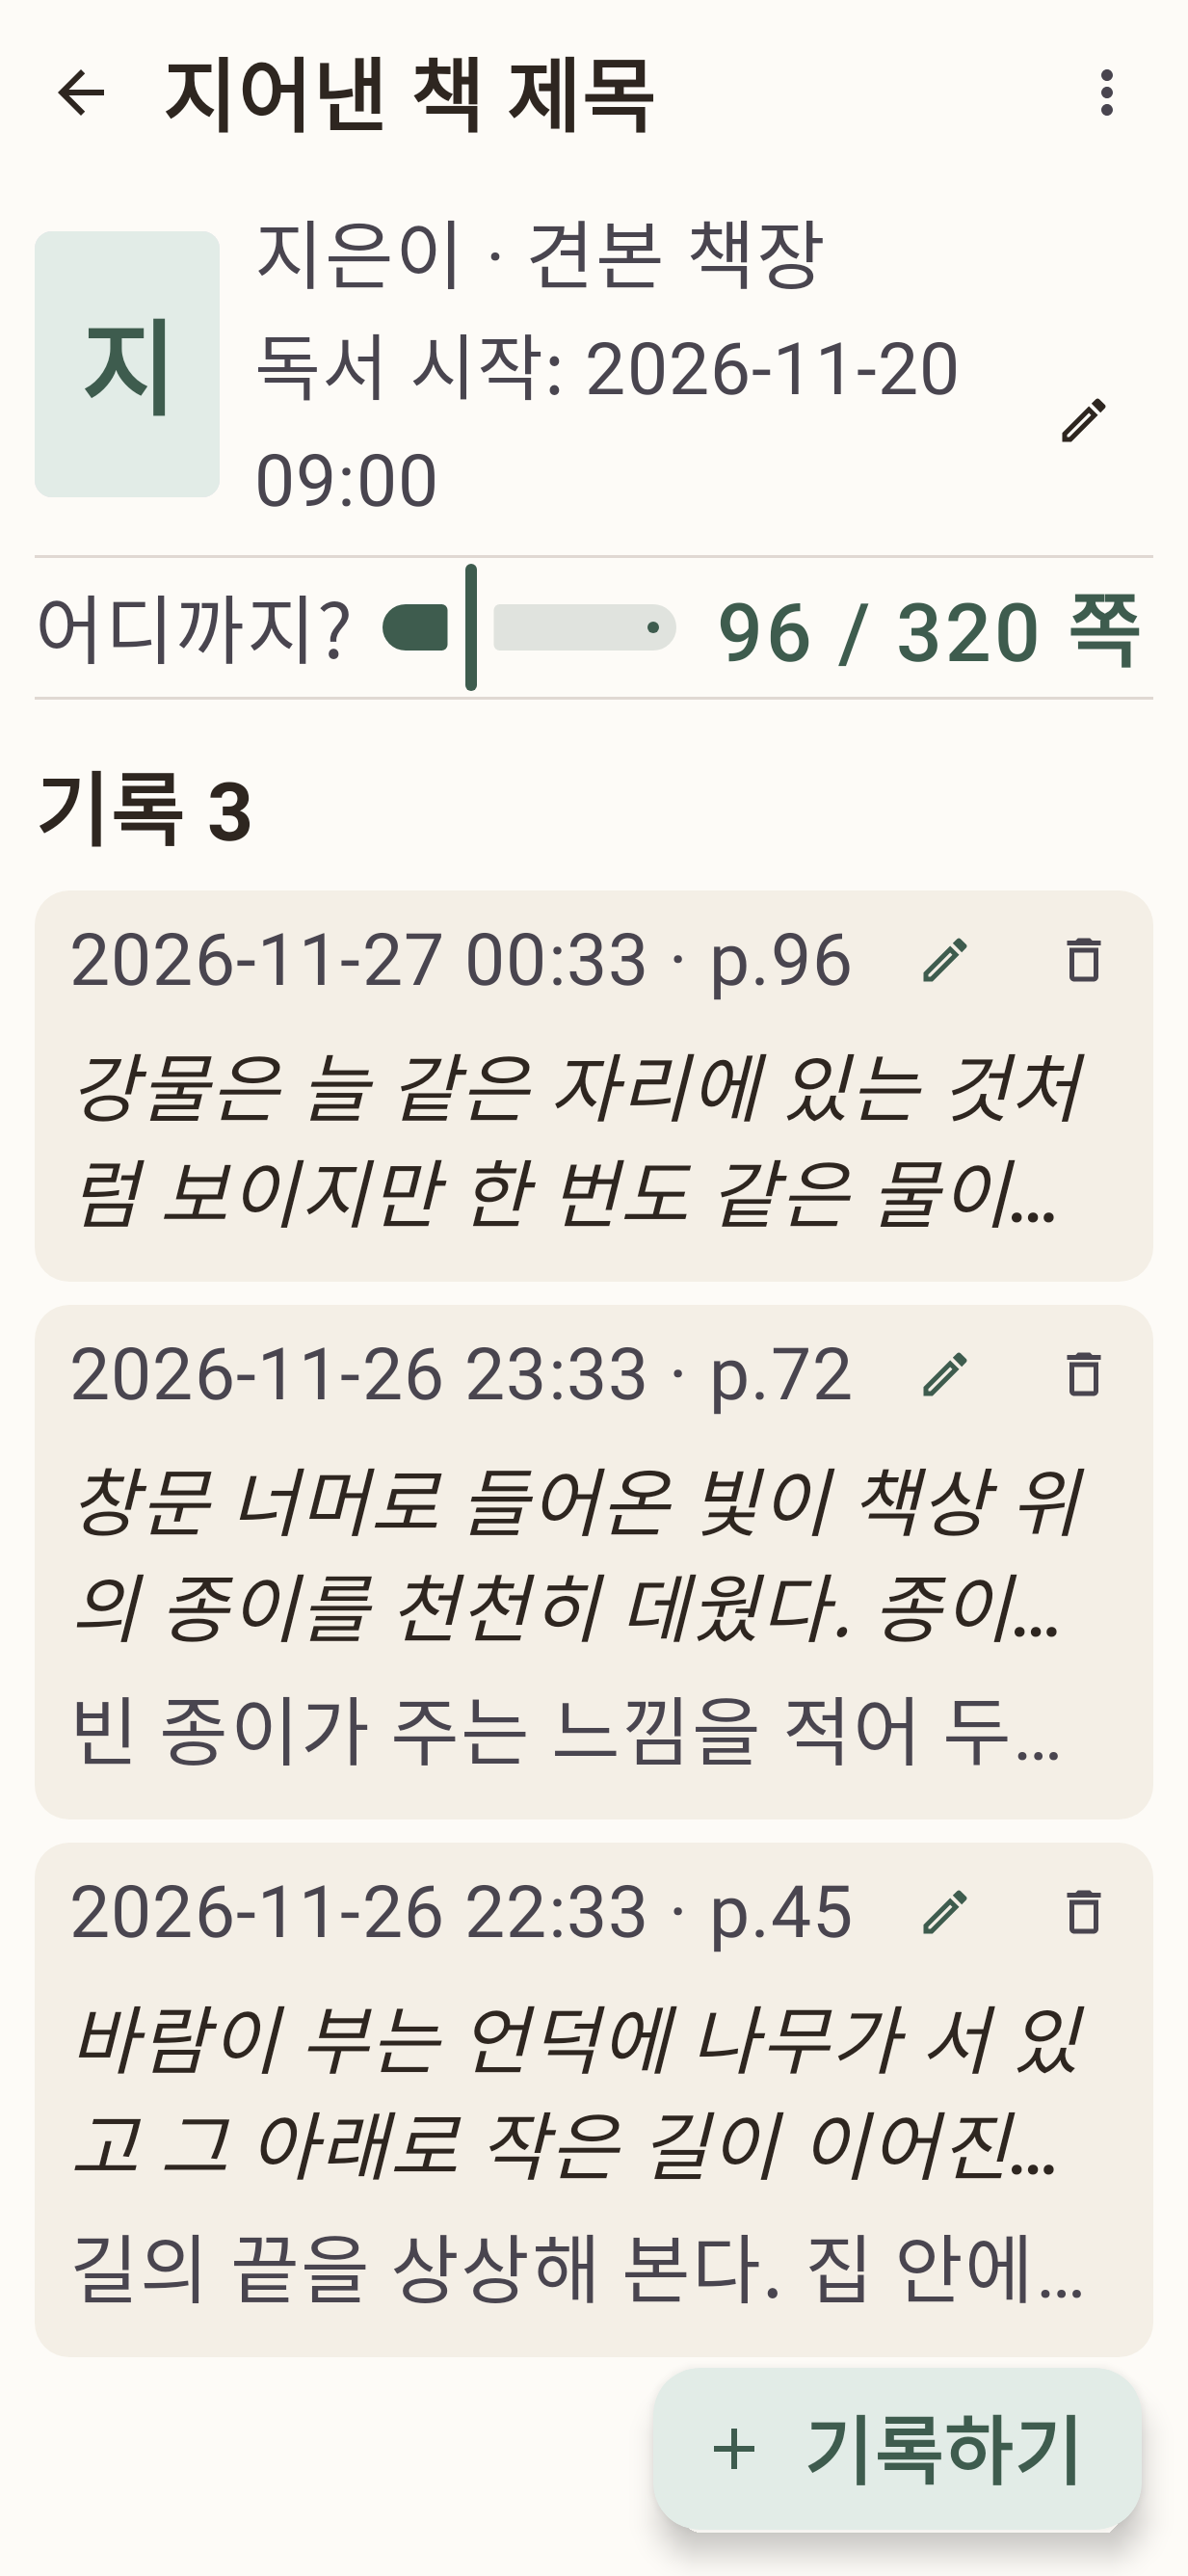 지어낸 책 제목
지
지은이 · 견본 책장
독서 시작: 2026-11-20
09:00
어디까지? 96 / 320 쪽
기록 3
2026-11-27 00:33 · p.96
강물은 늘 같은 자리에 있는 것처
럼 보이지만 한 번도 같은 물이…
2026-11-26 23:33 · p.72
창문 너머로 들어온 빛이 책상 위
의 종이를 천천히 데웠다. 종이…
빈 종이가 주는 느낌을 적어 두…
2026-11-26 22:33 · p.45
바람이 부는 언덕에 나무가 서 있
고 그 아래로 작은 길이 이어진…
길의 끝을 상상해 본다. 집 안에…
+ 기록하기